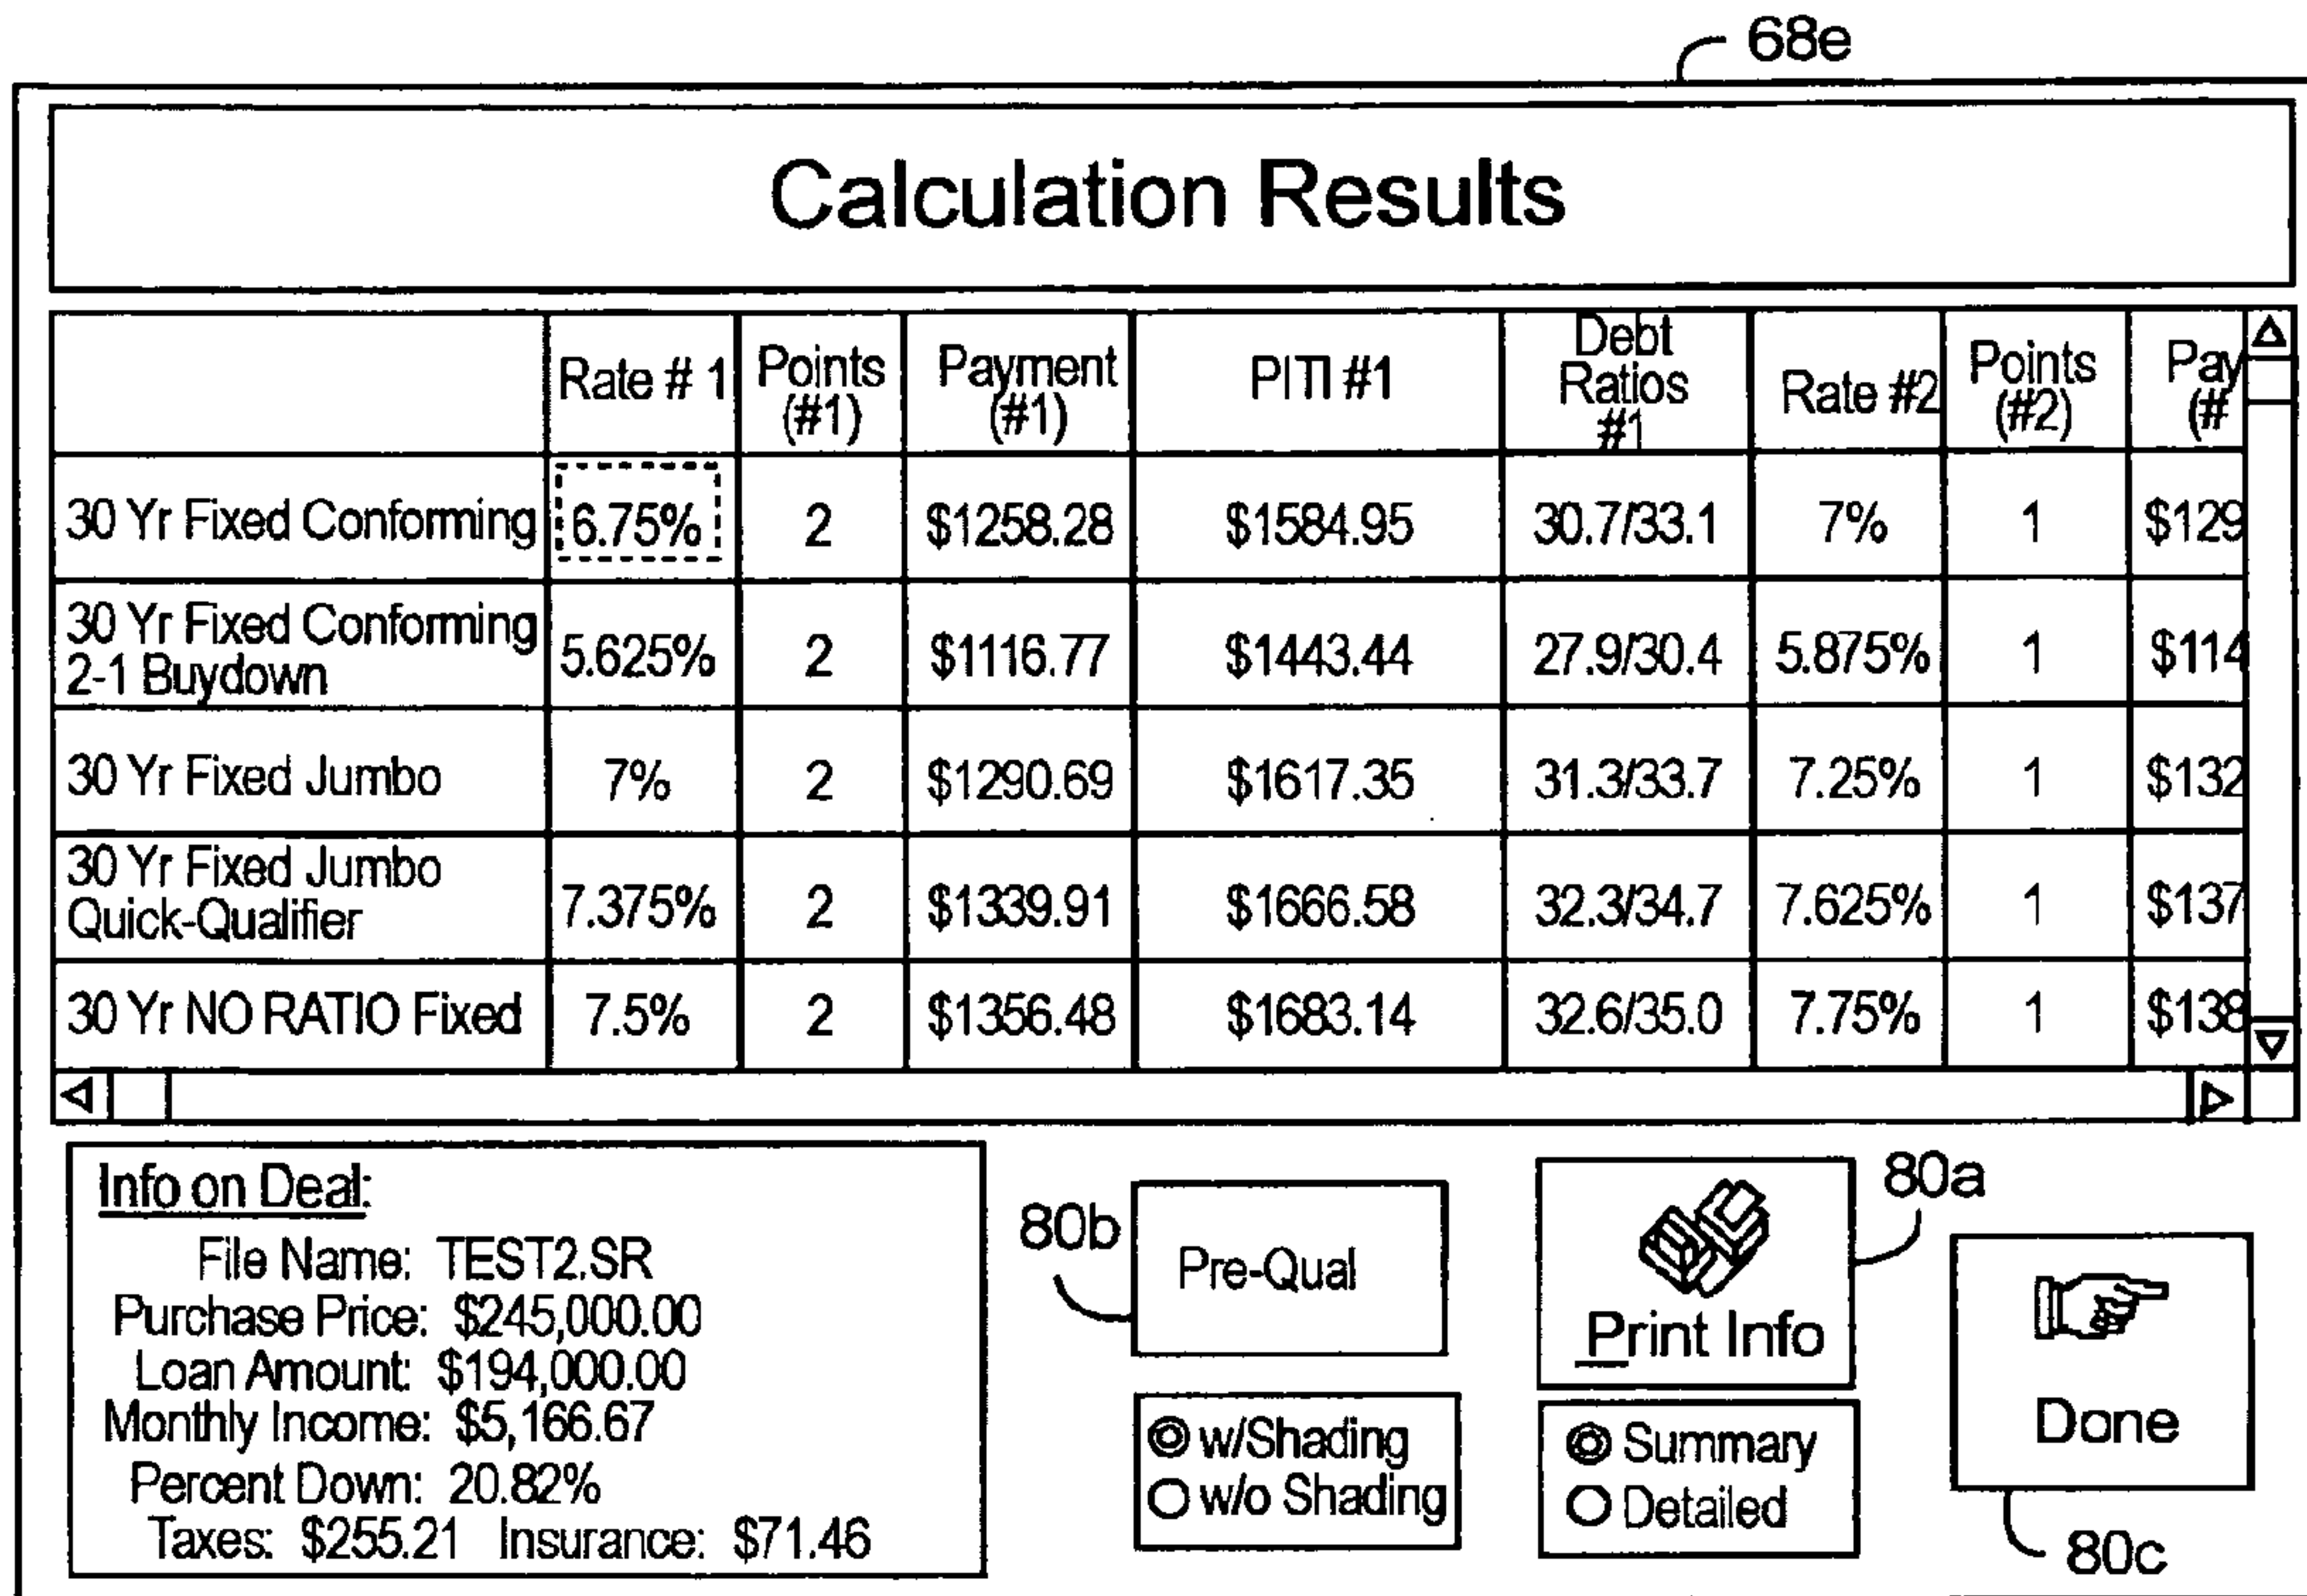 68e
Calculation Results
Rate # 1 Points (#1) Payment (#1) PITI #1 Debt Ratios #1 Rate #2 Points (#2) Pay (#
30 Yr Fixed Conforming 6.75% 2 $1258.28 $1584.95 30.7/33.1 7% 1 $129
30 Yr Fixed Conforming 2-1 Buydown 5.625% 2 $1116.77 $1443.44 27.9/30.4 5.875% 1 $114
30 Yr Fixed Jumbo 7% 2 $1290.69 $1617.35 31.3/33.7 7.25% 1 $132
30 Yr Fixed Jumbo Quick-Qualifier 7.375% 2 $1339.91 $1666.58 32.3/34.7 7.625% 1 $137
30 Yr NO RATIO Fixed 7.5% 2 $1356.48 $1683.14 32.6/35.0 7.75% 1 $138
Info on Deal:
File Name: TEST2.SR
Purchase Price: $245,000.00
Loan Amount: $194,000.00
Monthly Income: $5,166.67
Percent Down: 20.82%
Taxes: $255.21 Insurance: $71.46
80b
Pre-Qual
w/Shading
w/o Shading
80a
Print Info
Summary
Detailed
Done
80c